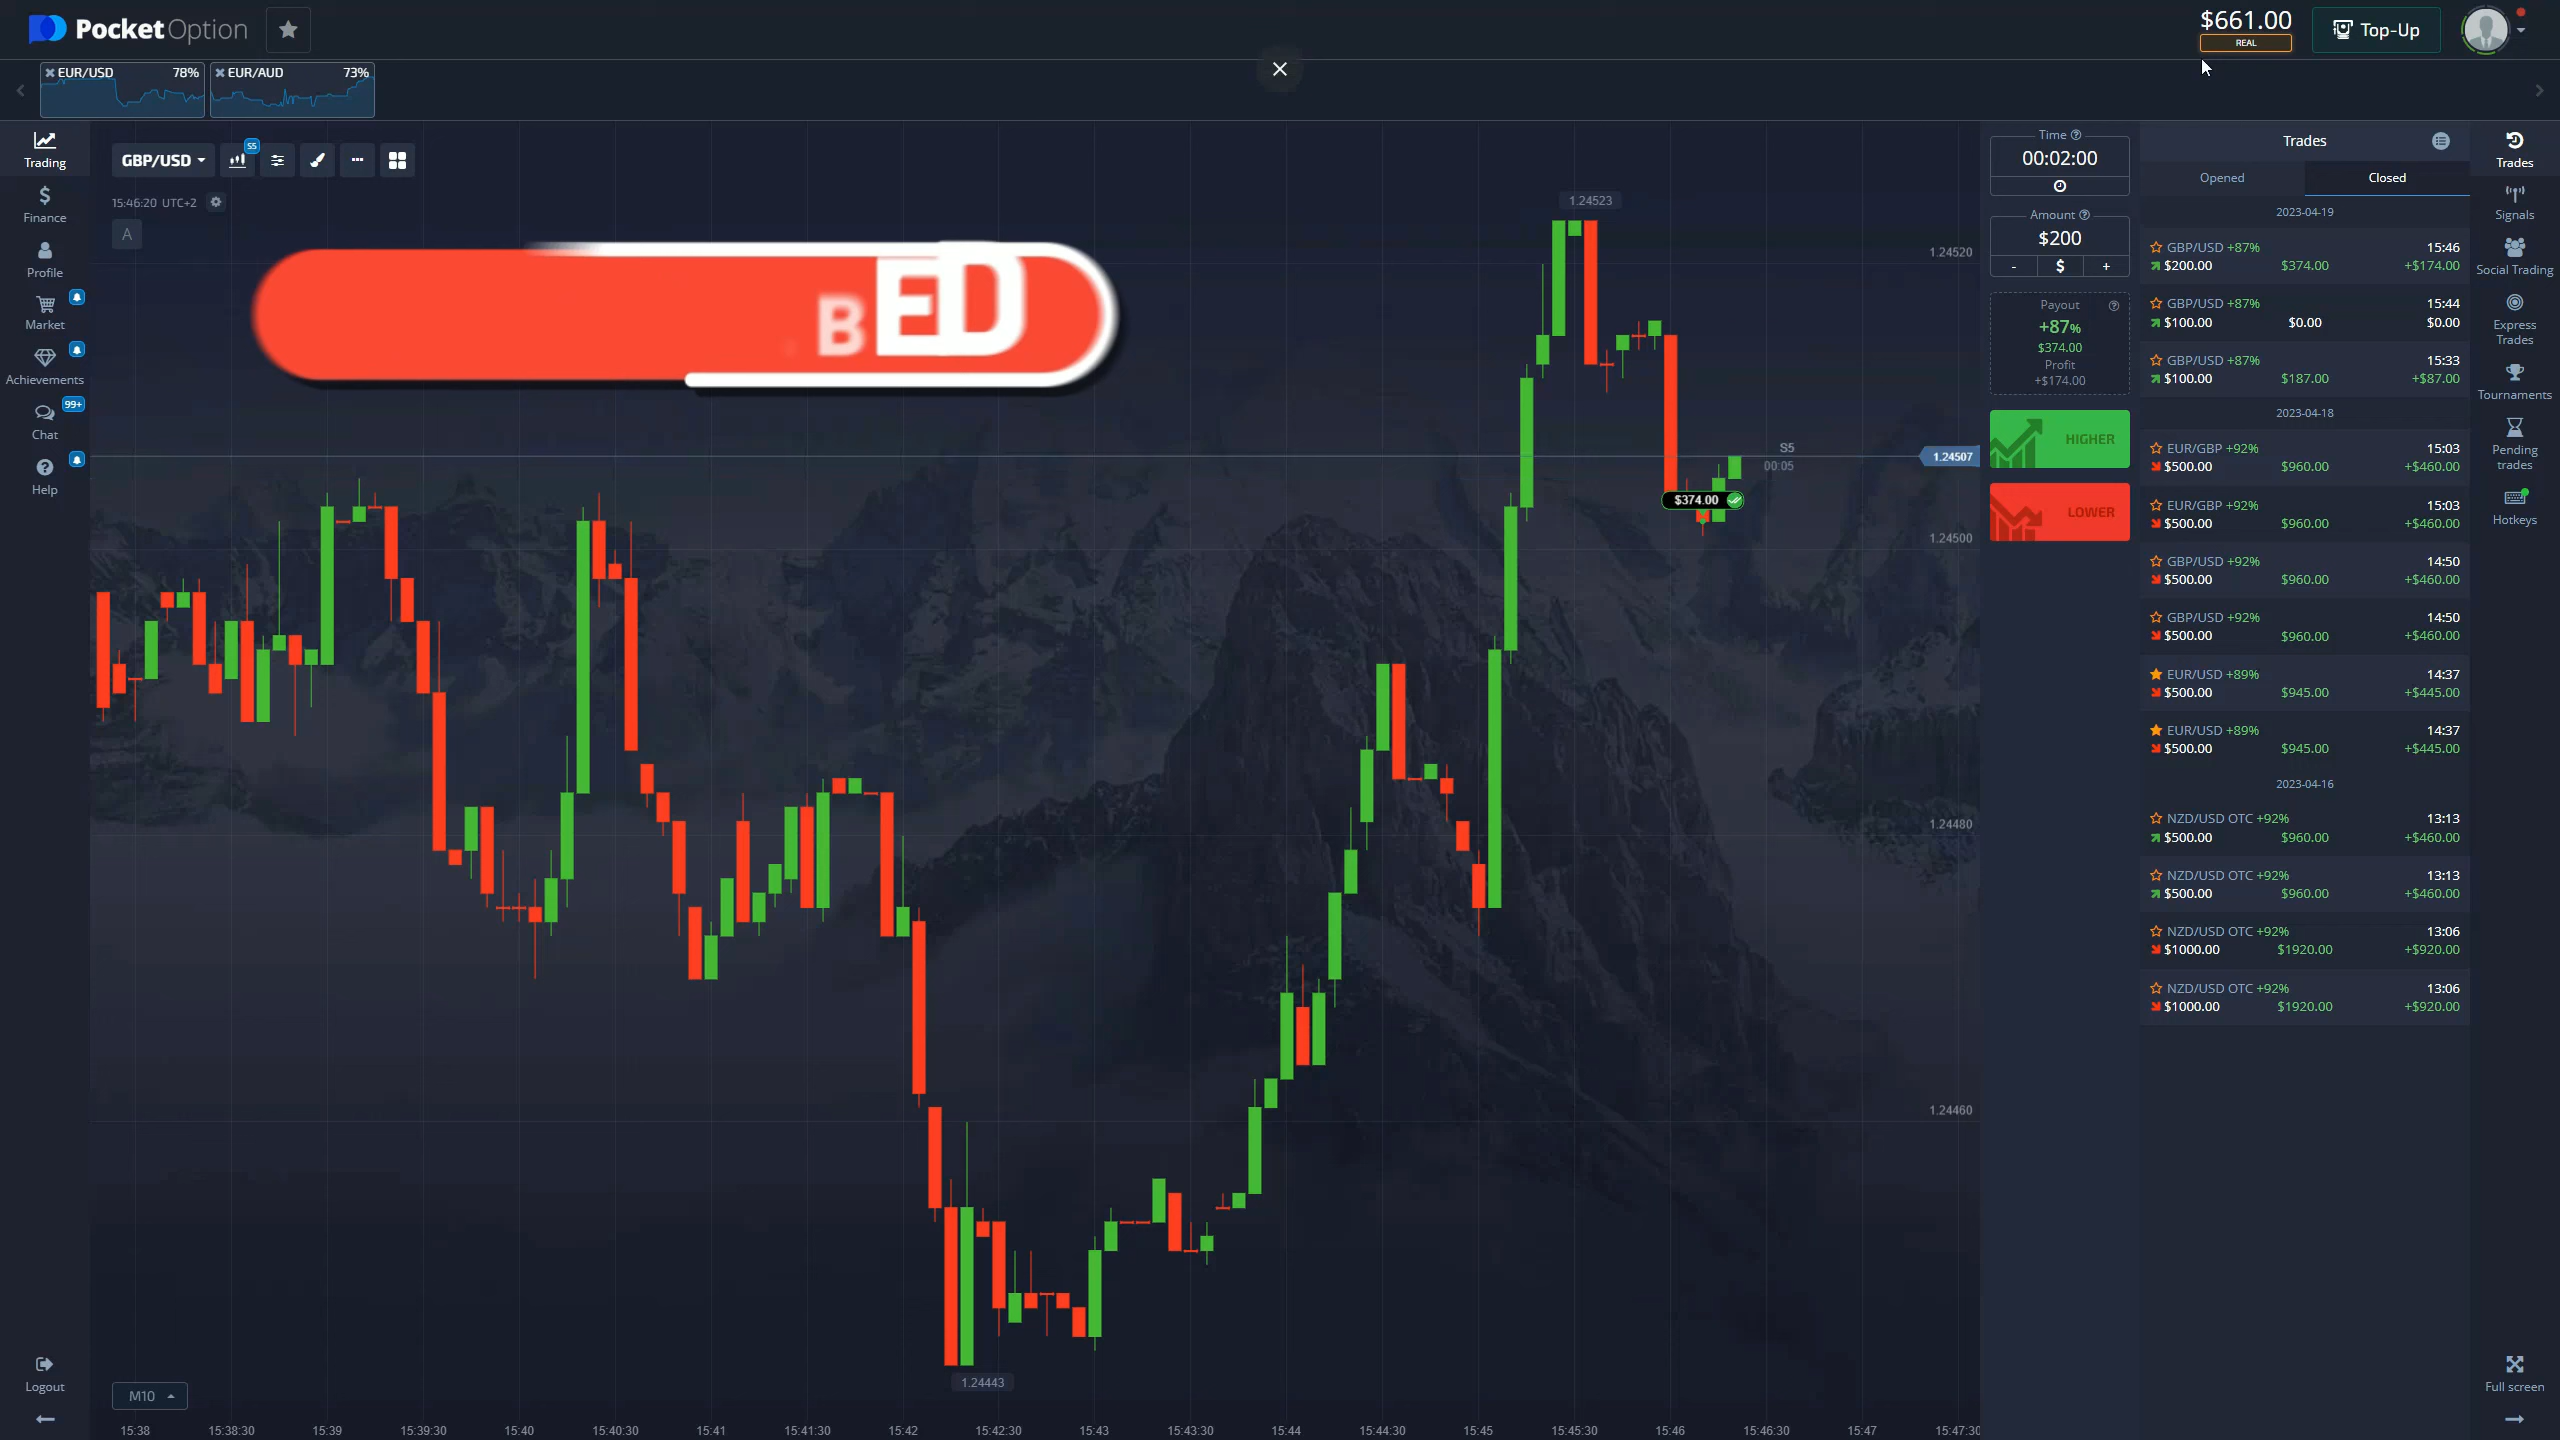 PocketOption
$661.00
REAL
Top-Up
EUR/USD 78%
EUR/AUD 73%
Trading
Finance
Profile
Market
Achievements
99+
Chat
Help
Logout
GBP/USD
S5
15:46:20 UTC+2
A
B ED
1.24523
1.24520
S5
00:05
1.24507
$374.00
1.24500
1.24480
1.24460
1.24443
M10
15:38 15:38:30 15:39 15:39:30 15:40 15:40:30 15:41 15:41:30 15:42 15:42:30 15:43 15:43:30 15:44 15:44:30 15:45 15:45:30 15:46 15:46:30 15:47 15:47:30
Time
00:02:00
Amount
$200
- $ +
Payout
+87%
$374.00
Profit
+$174.00
HIGHER
LOWER
Trades
Opened Closed
2023-04-19
GBP/USD +87% 15:46
$200.00 $374.00 +$174.00
GBP/USD +87% 15:44
$100.00 $0.00 $0.00
GBP/USD +87% 15:33
$100.00 $187.00 +$87.00
2023-04-18
EUR/GBP +92% 15:03
$500.00 $960.00 +$460.00
EUR/GBP +92% 15:03
$500.00 $960.00 +$460.00
GBP/USD +92% 14:50
$500.00 $960.00 +$460.00
GBP/USD +92% 14:50
$500.00 $960.00 +$460.00
EUR/USD +89% 14:37
$500.00 $945.00 +$445.00
EUR/USD +89% 14:37
$500.00 $945.00 +$445.00
2023-04-16
NZD/USD OTC +92% 13:13
$500.00 $960.00 +$460.00
NZD/USD OTC +92% 13:13
$500.00 $960.00 +$460.00
NZD/USD OTC +92% 13:06
$1000.00 $1920.00 +$920.00
NZD/USD OTC +92% 13:06
$1000.00 $1920.00 +$920.00
Trades
Signals
Social Trading
Express
Trades
Tournaments
Pending
trades
Hotkeys
Full screen